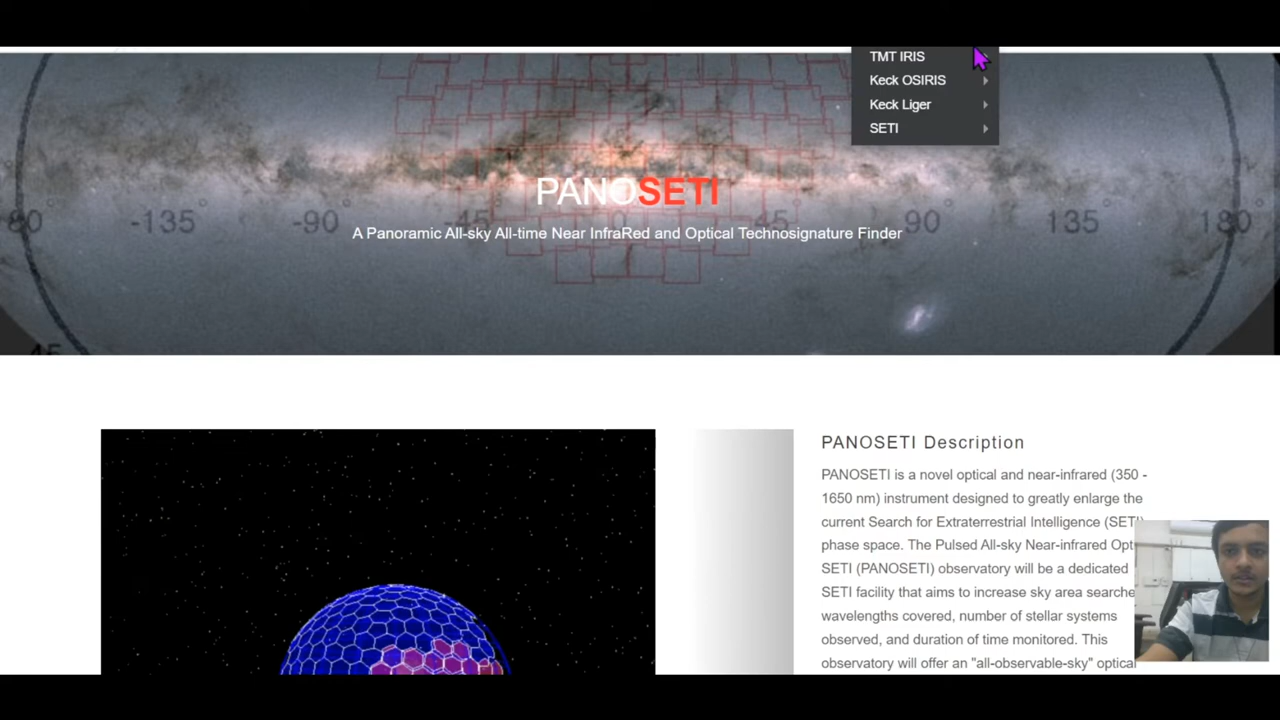 TMT IRIS
Keck OSIRIS
Keck Liger
SETI
PANOSETI
-135° -90° -45 0 45 90° 135° 180°
A Panoramic All-sky All-time Near InfraRed and Optical Technosignature Finder
PANOSETI Description
PANOSETI is a novel optical and near-infrared (350 -
1650 nm) instrument designed to greatly enlarge the
current Search for Extraterrestrial Intelligence (SETI)
phase space. The Pulsed All-sky Near-infrared Opt
SETI (PANOSETI) observatory will be a dedicated
SETI facility that aims to increase sky area searche
wavelengths covered, number of stellar systems
observed, and duration of time monitored. This
observatory will offer an "all-observable-sky" optical